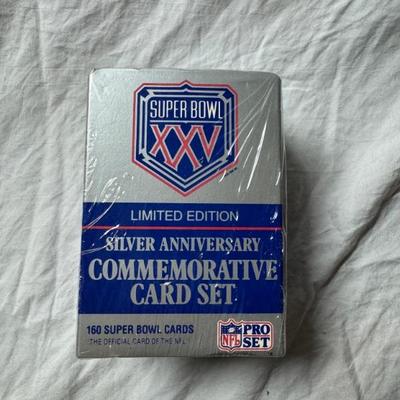 SUPER BOWL
XXV
LIMITED EDITION
SILVER ANNIVERSARY
COMMEMORATIVE
CARD SET
160 SUPER BOWL CARDS
THE OFFICIAL CARD OF THE NFL
NFL PRO
SET